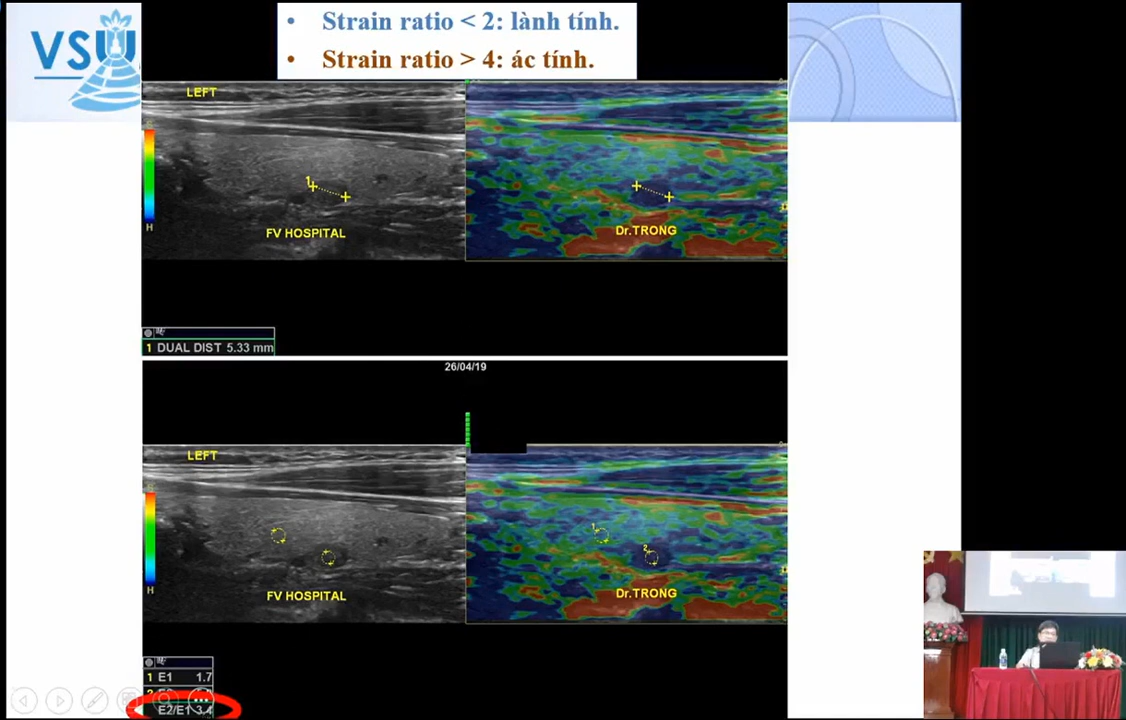 VSU
• Strain ratio < 2: lành tính.
• Strain ratio > 4: ác tính.
LEFT
1
H
FV HOSPITAL
Dr.TRONG
1 DUAL DIST 5.33 mm
26/04/19
LEFT
1
2
H
FV HOSPITAL
Dr.TRONG
1 E1 1.7
E2/E1 3.4